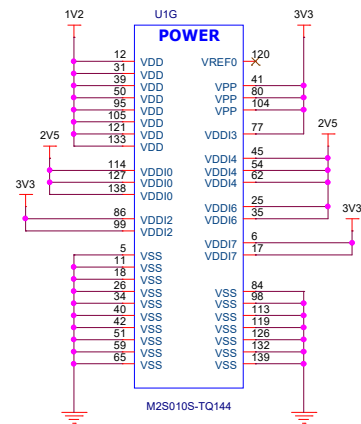 1V2 U1G 3V3
POWER
12 VDD VREF0 120
31 VDD
39 VDD VPP 41
50 VDD VPP 80
95 VDD VPP 104
105 VDD
121 VDD VDDI3 77
133 VDD
2V5 2V5
VDDI4 45
114 VDDI0 VDDI4 54
127 VDDI0 VDDI4 62
138 VDDI0
3V3 VDDI6 25
86 VDDI2 VDDI6 35
99 VDDI2 3V3
VDDI7 6
5 VSS VDDI7 17
11 VSS
18 VSS
26 VSS VSS 84
34 VSS VSS 98
40 VSS VSS 113
42 VSS VSS 119
51 VSS VSS 126
59 VSS VSS 132
65 VSS VSS 139
M2S010S-TQ144